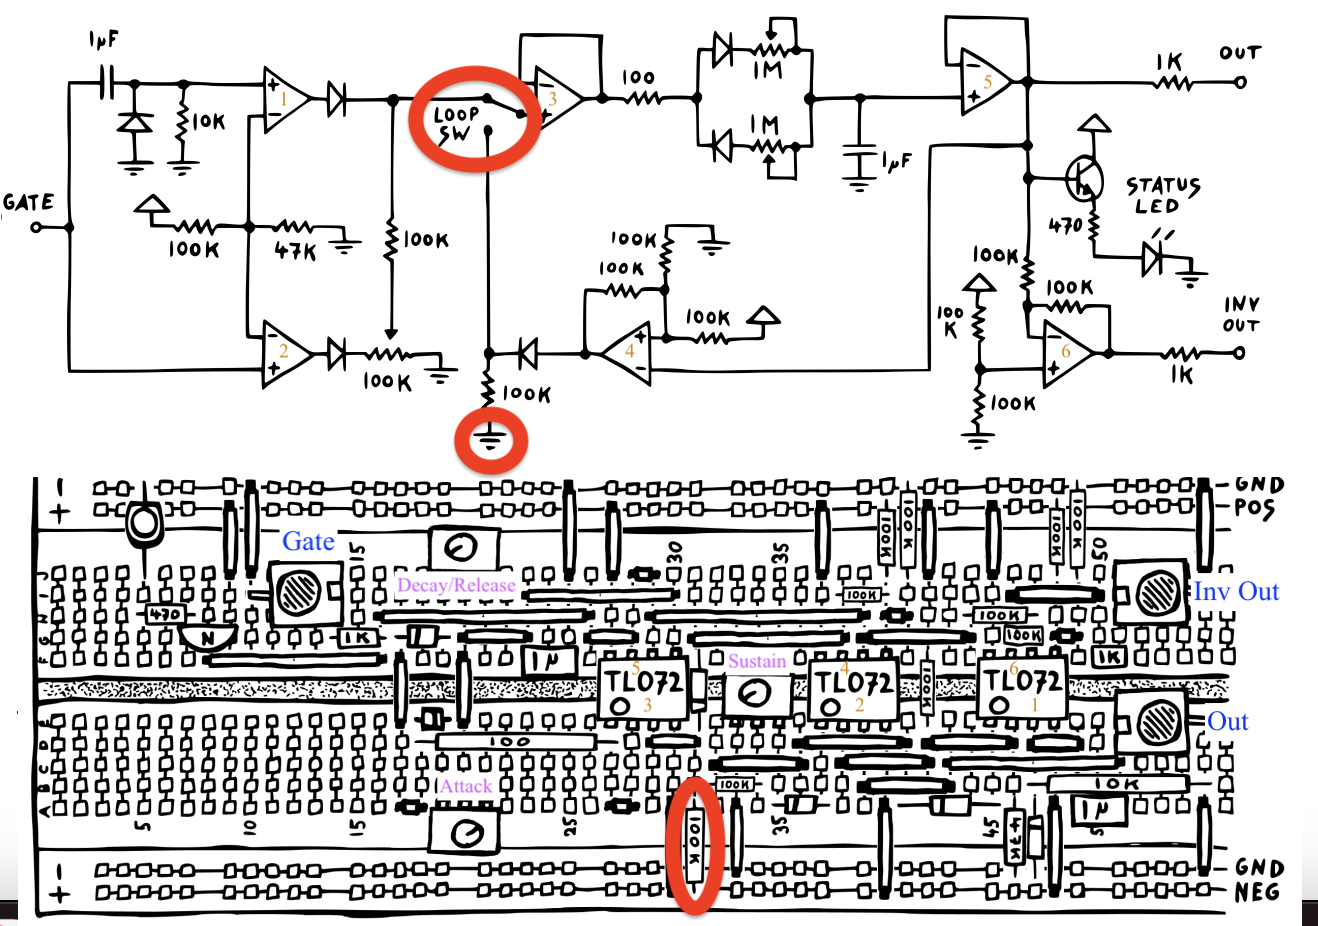 1µF
10K
1
GATE
100K
47K
2
100K
100K
LOOP
SW
3
100
1M
1M
1µF
5
1K
OUT
STATUS
LED
470
100K
100K
100K
100K
4
100K
100K
100
K
100K
6
100K
1K
INV
OUT
GND
+
POS
Gate
15
Decay/Release
30
35
100K
100K
100K
100K
50
J
I
H
G
F
470
N
1K
1µ
100K
100K
100K
1K
Inv Out
5
TL072
3
Sustain
4
TL072
2
100K
6
TL072
1
Out
E
D
C
B
A
100
Attack
100K
10K
5
10
15
25
100K
35
45
47K
1µ
5
GND
+
NEG